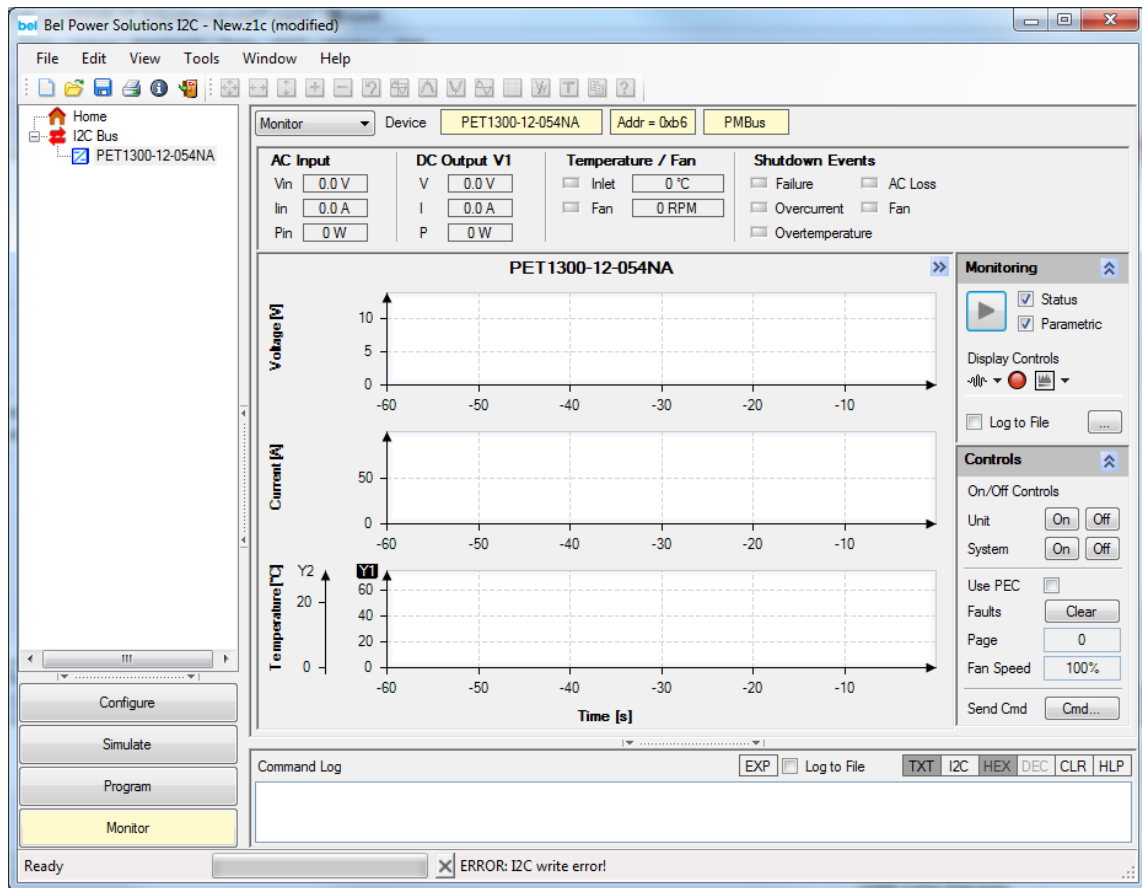 bel Bel Power Solutions I2C - New.z1c (modified)
File Edit View Tools Window Help
Home
I2C Bus
PET1300-12-054NA
Monitor Device PET1300-12-054NA Addr = 0xb6 PMBus
AC Input DC Output V1 Temperature / Fan Shutdown Events
Vin 0.0 V V 0.0 V Inlet 0 °C Failure AC Loss
Iin 0.0 A I 0.0 A Fan 0 RPM Overcurrent Fan
Pin 0 W P 0 W Overtemperature
PET1300-12-054NA
Voltage [V]
10
5
0
-60 -50 -40 -30 -20 -10
Current [A]
50
0
-60 -50 -40 -30 -20 -10
Temperature [°C]
Y2 Y1
20
0
60
40
20
0
-60 -50 -40 -30 -20 -10
Time [s]
Monitoring
Status
Parametric
Display Controls
Log to File ...
Controls
On/Off Controls
Unit On Off
System On Off
Use PEC
Faults Clear
Page 0
Fan Speed 100%
Send Cmd Cmd...
Configure
Simulate
Program
Monitor
Command Log EXP Log to File TXT I2C HEX DEC CLR HLP
Ready ERROR: I2C write error!